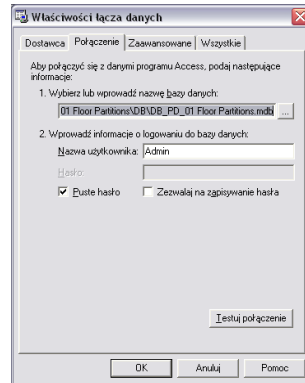 Właściwości łącza danych
Dostawca Połączenie Zaawansowane Wszystkie
Aby połączyć się z danymi programu Access, podaj następujące
informacje:
1. Wybierz lub wprowadź nazwę bazy danych:
01 Floor Partitions\DB\DB_PD_01 Floor Partitions.mdb ...
2. Wprowadź informacje o logowaniu do bazy danych:
Nazwa użytkownika: Admin
Hasło:
Puste hasło Zezwalaj na zapisywanie hasła
Testuj połączenie
OK Anuluj Pomoc